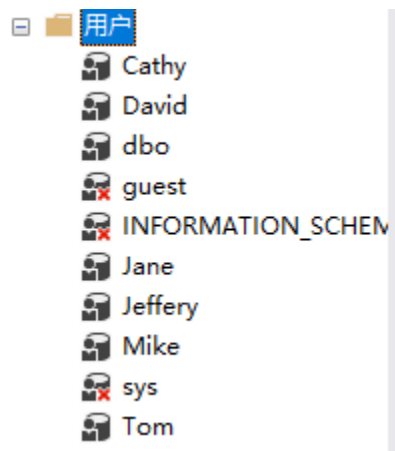 用户
Cathy
David
dbo
guest
INFORMATION_SCHEM
Jane
Jeffery
Mike
sys
Tom